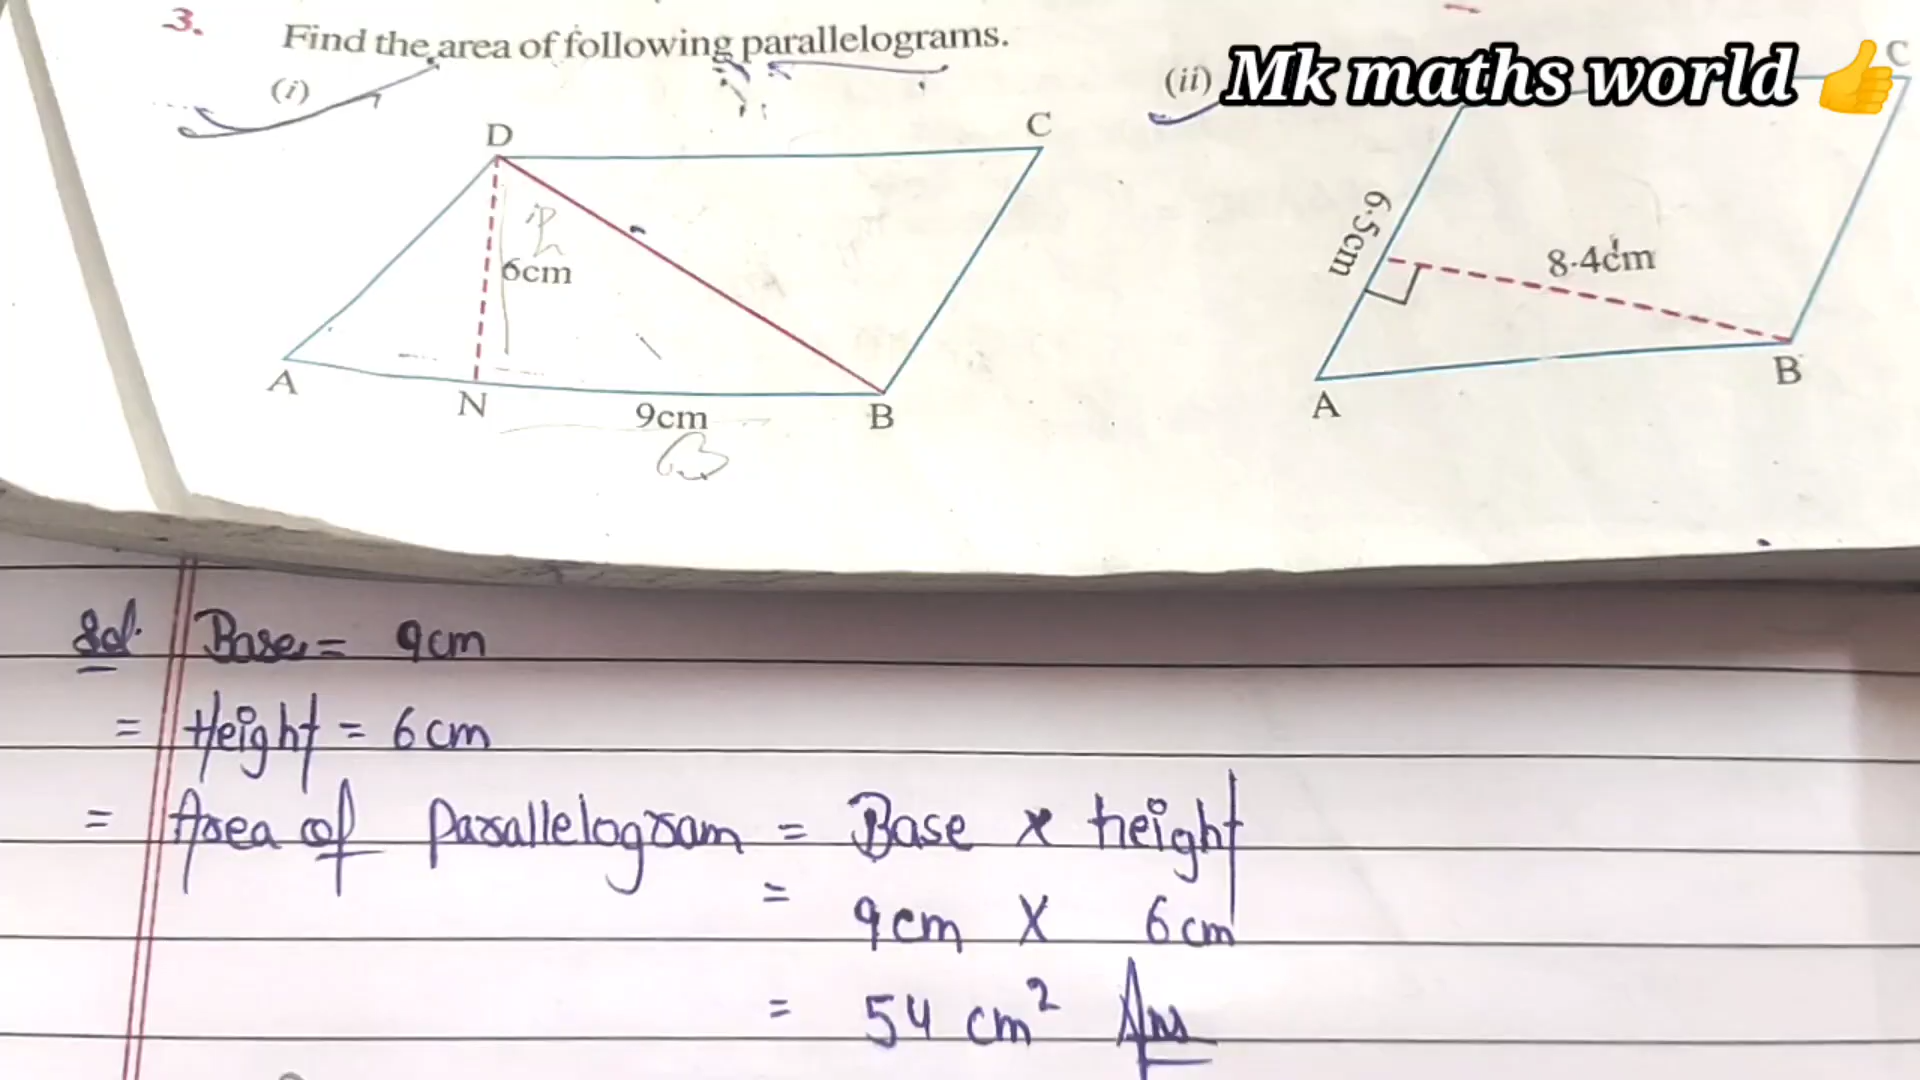 3. Find the area of following parallelograms.
(i)
(ii) Mk maths world 👍
D
C
C
6cm
A
N
9cm
B
6.5cm
8.4cm
A
B
Sol. Base = 9cm
= Height = 6cm
= Area of parallelogram = Base × height
= 9cm × 6cm
= 54 cm² Ans